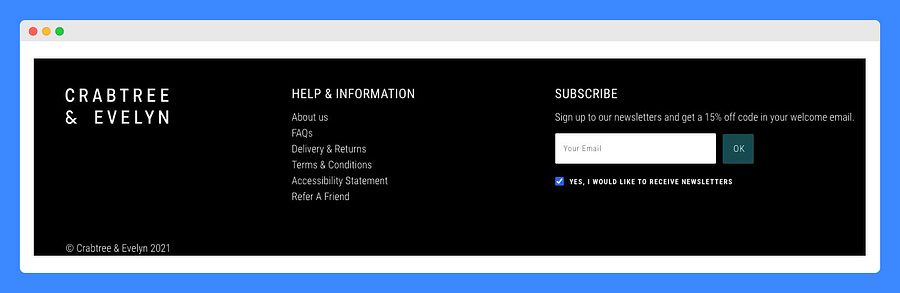 CRABTREE
& EVELYN
HELP & INFORMATION
About us
FAQs
Delivery & Returns
Terms & Conditions
Accessibility Statement
Refer A Friend
SUBSCRIBE
Sign up to our newsletters and get a 15% off code in your welcome email.
Your Email
OK
YES, I WOULD LIKE TO RECEIVE NEWSLETTERS
© Crabtree & Evelyn 2021